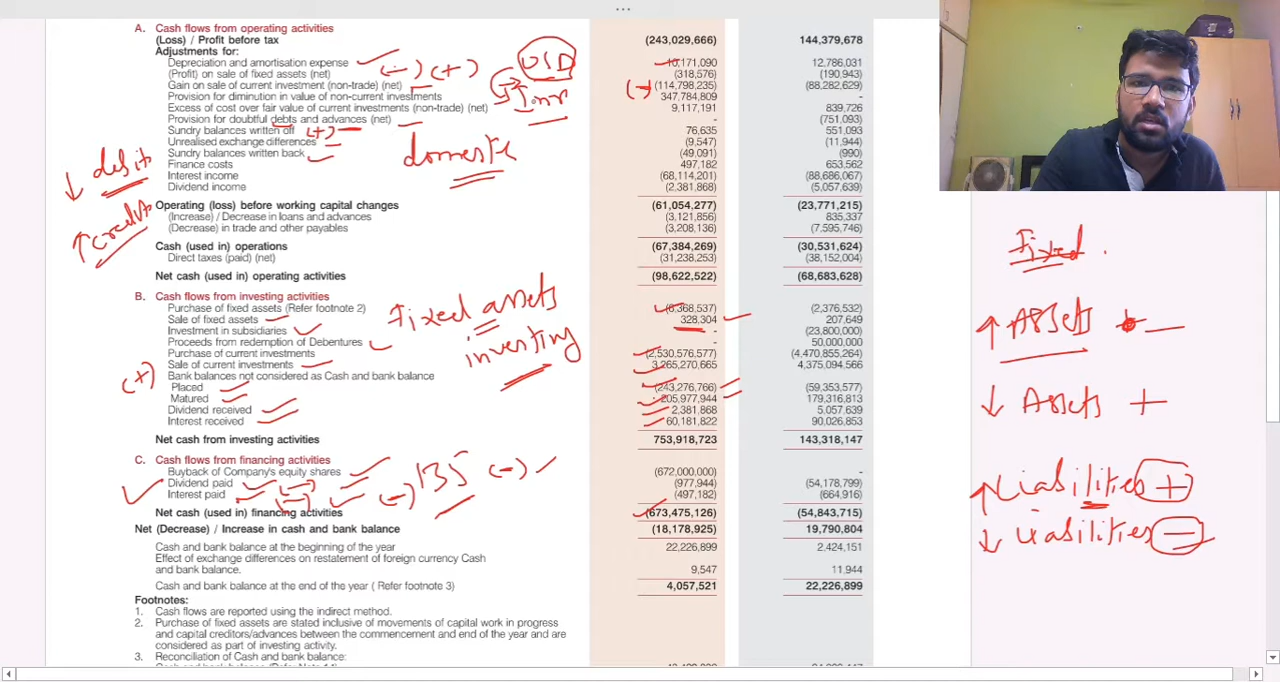 A. Cash flows from operating activities
(Loss) / Profit before tax (243,029,666) 144,379,678
Adjustments for:
Depreciation and amortisation expense 10,171,090 12,786,031
(Profit) on sale of fixed assets (net) (318,576) (190,943)
Gain on sale of current investment (non-trade) (net) (114,798,235) (88,282,629)
Provision for diminution in value of non-current investments 347,784,809
Excess of cost over fair value of current investments (non-trade) (net) 9,117,191 839,726
Provision for doubtful debts and advances (net) - (751,093)
Sundry balances written off 76,635 551,093
Unrealised exchange differences (9,547) (11,944)
Sundry balances written back (49,091) (990)
Finance costs 497,182 653,562
Interest income (68,114,201) (88,686,067)
Dividend income (2,381,868) (5,057,639)
Operating (loss) before working capital changes (61,054,277) (23,771,215)
(Increase) / Decrease in loans and advances (3,121,856) 835,337
(Decrease) in trade and other payables (3,208,136) (7,595,746)
Cash (used in) operations (67,384,269) (30,531,624)
Direct taxes (paid) (net) (31,238,253) (38,152,004)
Net cash (used in) operating activities (98,622,522) (68,683,628)
B. Cash flows from investing activities
Purchase of fixed assets (Refer footnote 2) (8,368,537) (2,376,532)
Sale of fixed assets 328,304 207,649
Investment in subsidiaries - (23,800,000)
Proceeds from redemption of Debentures - 50,000,000
Purchase of current investments (2,530,576,577) (4,470,855,264)
Sale of current investments 3,265,270,665 4,375,094,566
Bank balances not considered as Cash and bank balance
Placed (243,276,766) (59,353,577)
Matured 205,977,944 179,316,813
Dividend received 2,381,868 5,057,639
Interest received 60,181,822 90,026,853
Net cash from investing activities 753,918,723 143,318,147
C. Cash flows from financing activities
Buyback of Company's equity shares (672,000,000) -
Dividend paid (977,944) (54,178,799)
Interest paid (497,182) (664,916)
Net cash (used in) financing activities (673,475,126) (54,843,715)
Net (Decrease) / Increase in cash and bank balance (18,178,925) 19,790,804
Cash and bank balance at the beginning of the year 22,226,899 2,424,151
Effect of exchange differences on restatement of foreign currency Cash
and bank balance. 9,547 11,944
Cash and bank balance at the end of the year ( Refer footnote 3) 4,057,521 22,226,899
Footnotes:
1. Cash flows are reported using the indirect method.
2. Purchase of fixed assets are stated inclusive of movements of capital work in progress
and capital creditors/advances between the commencement and end of the year and are
considered as part of investing activity.
3. Reconciliation of Cash and bank balance:
(-) (+)
USD
INR
(-)
(+)
domestic
↓ debit
↑ credit
Fixed assets
investing
(+)
(-)
(-) 135 (-)
Fixed
↑ Assets –
↓ Assets +
↑ Liabilities +
↓ Liabilities –